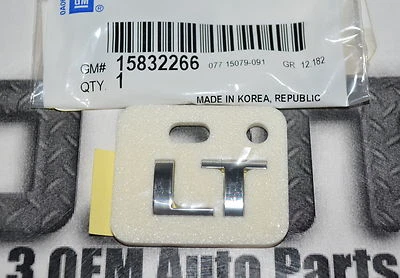 GM
GM# 15832266 077 15079-091 GR 12.182
QTY. 1
MADE IN KOREA, REPUBLIC
LT
3 OEM Auto Parts